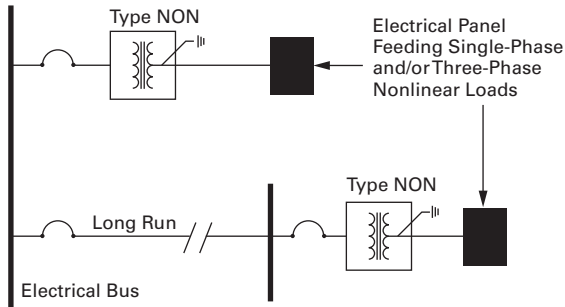 Type NON
Electrical Panel
Feeding Single-Phase
and/or Three-Phase
Nonlinear Loads
Type NON
Long Run
Electrical Bus